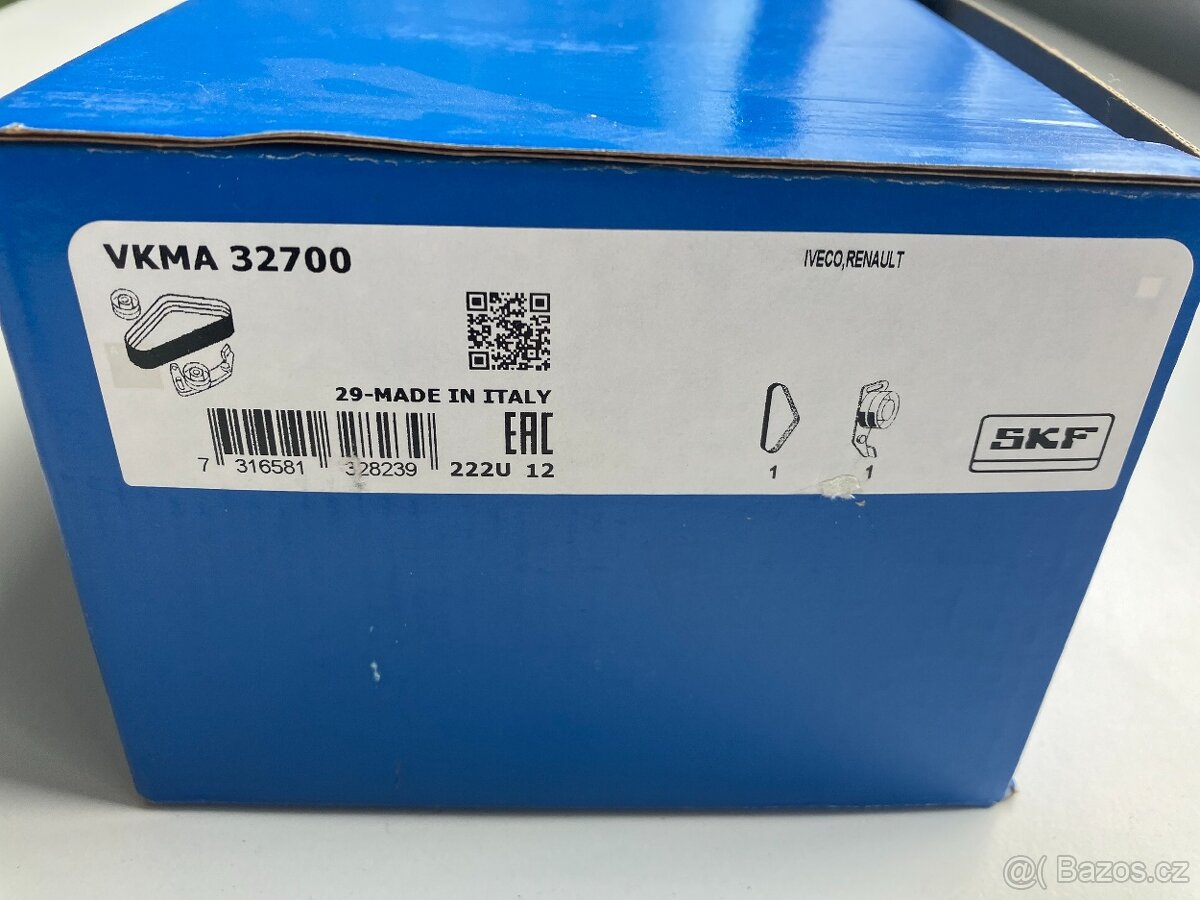 VKMA 32700
IVECO,RENAULT
29-MADE IN ITALY
EAC
7 316581 328239
222U 12
1
1
SKF
@( Bazos.cz